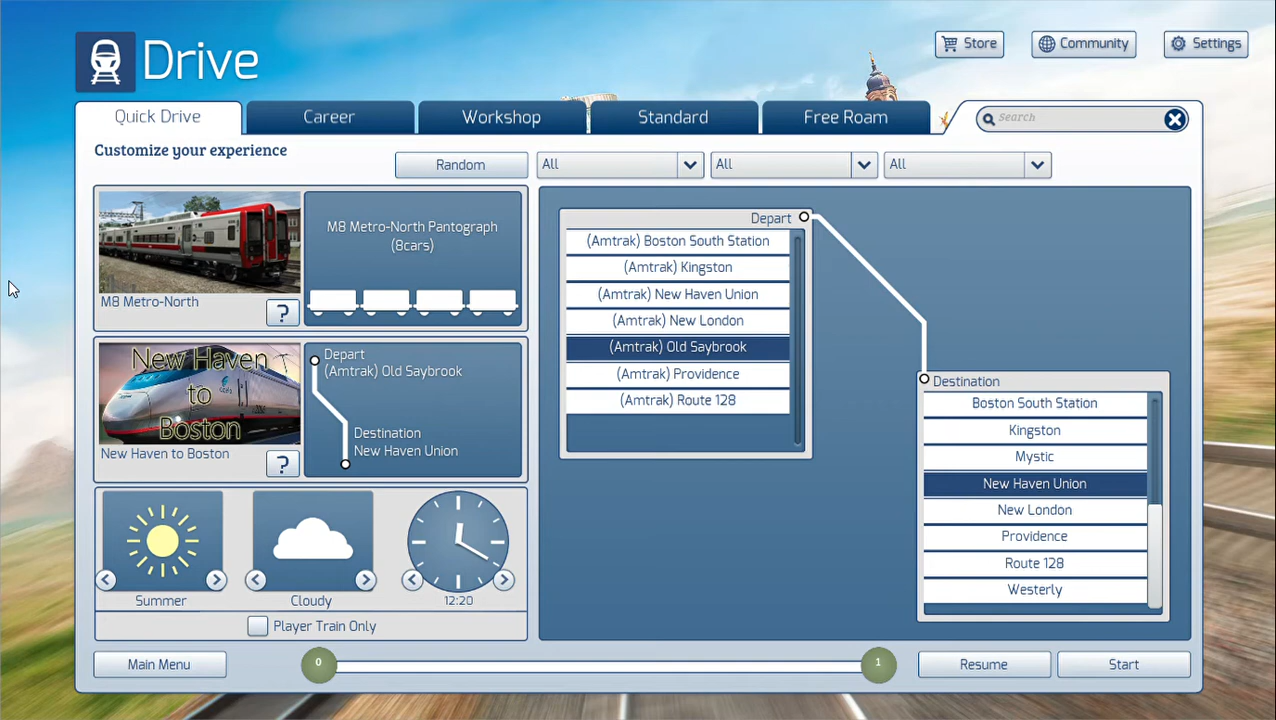 Drive
Store
Community
Settings
Quick Drive
Career
Workshop
Standard
Free Roam
Search
Customize your experience
Random
All
All
All
M8 Metro-North Pantograph
(8cars)
M8 Metro-North
?
New Haven
to
Boston
New Haven to Boston
?
Depart
(Amtrak) Old Saybrook
Destination
New Haven Union
Summer
Cloudy
12:20
Player Train Only
Depart
(Amtrak) Boston South Station
(Amtrak) Kingston
(Amtrak) New Haven Union
(Amtrak) New London
(Amtrak) Old Saybrook
(Amtrak) Providence
(Amtrak) Route 128
Destination
Boston South Station
Kingston
Mystic
New Haven Union
New London
Providence
Route 128
Westerly
Main Menu
0
1
Resume
Start